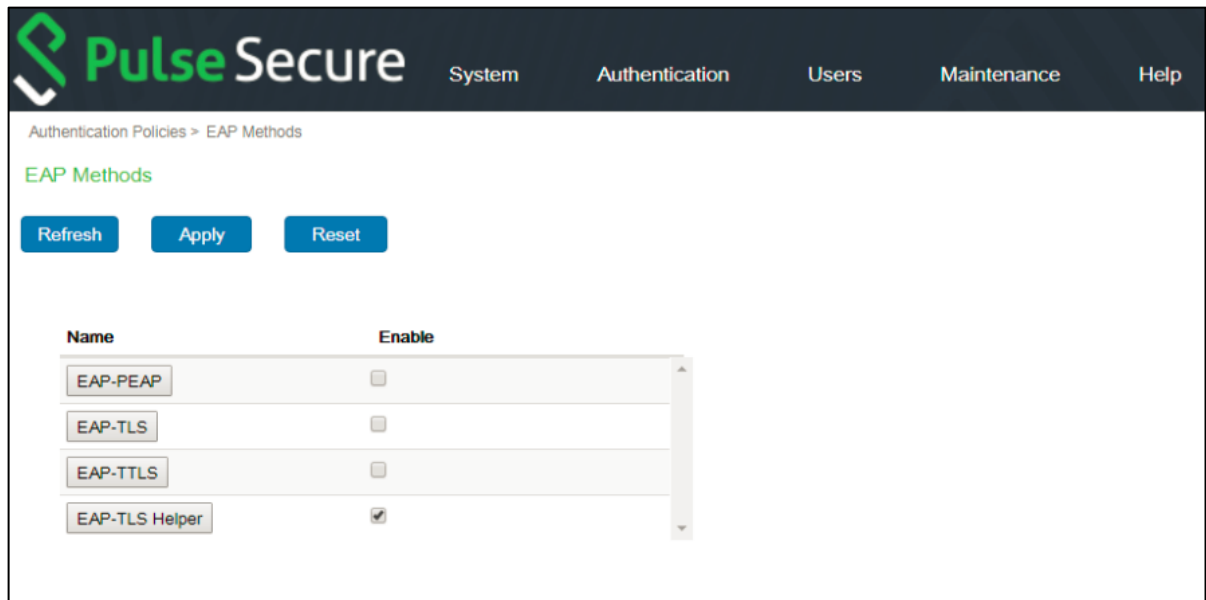 Pulse Secure System Authentication Users Maintenance Help
Authentication Policies > EAP Methods
EAP Methods
Refresh Apply Reset
Name Enable
EAP-PEAP
EAP-TLS
EAP-TTLS
EAP-TLS Helper